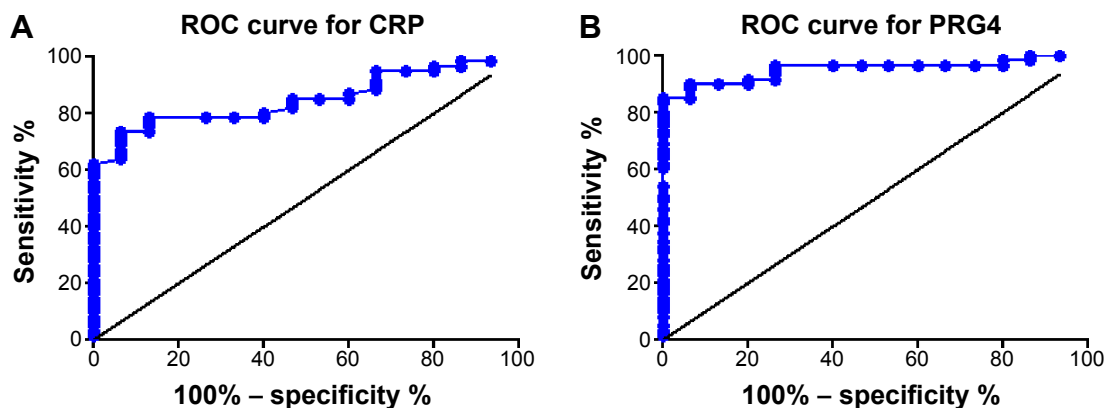 A
ROC curve for CRP
Sensitivity %
100
80
60
40
20
0
0 20 40 60 80 100
100% – specificity %
B
ROC curve for PRG4
Sensitivity %
100
80
60
40
20
0
0 20 40 60 80 100
100% – specificity %